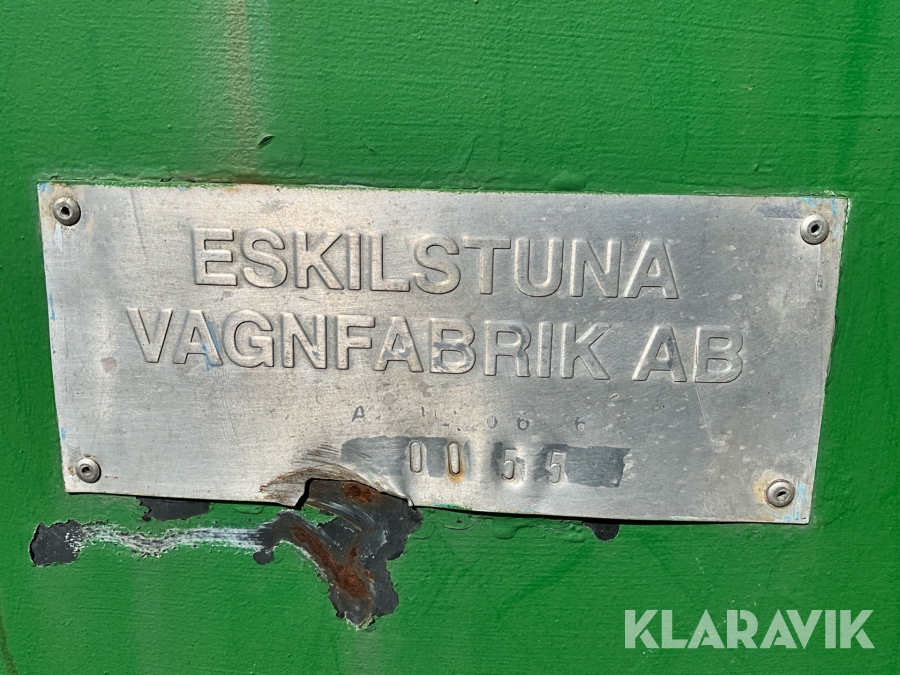 ESKILSTUNA
VAGNFABRIK AB
0055
KLARAVIK